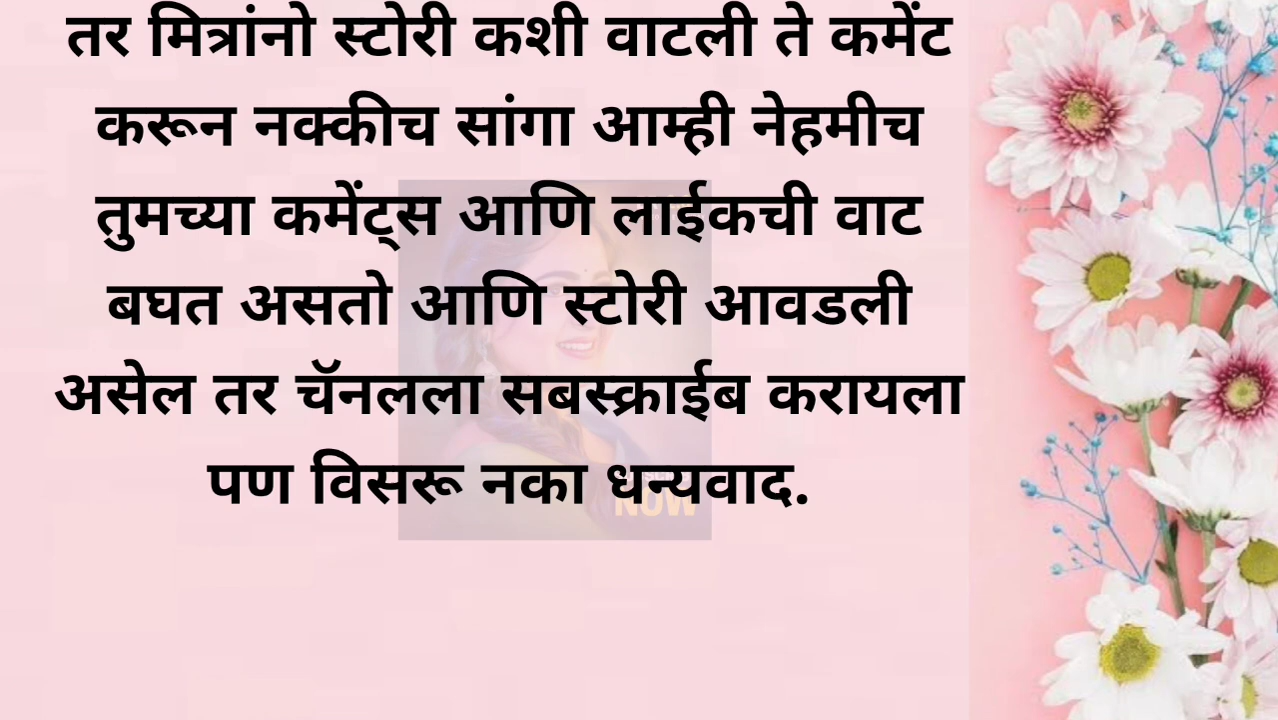 तर मित्रांनो स्टोरी कशी वाटली ते कमेंट
करून नक्कीच सांगा आम्ही नेहमीच
तुमच्या कमेंट्स आणि लाईकची वाट
बघत असतो आणि स्टोरी आवडली
असेल तर चॅनलला सबस्क्राईब करायला
पण विसरू नका धन्यवाद.
NOW